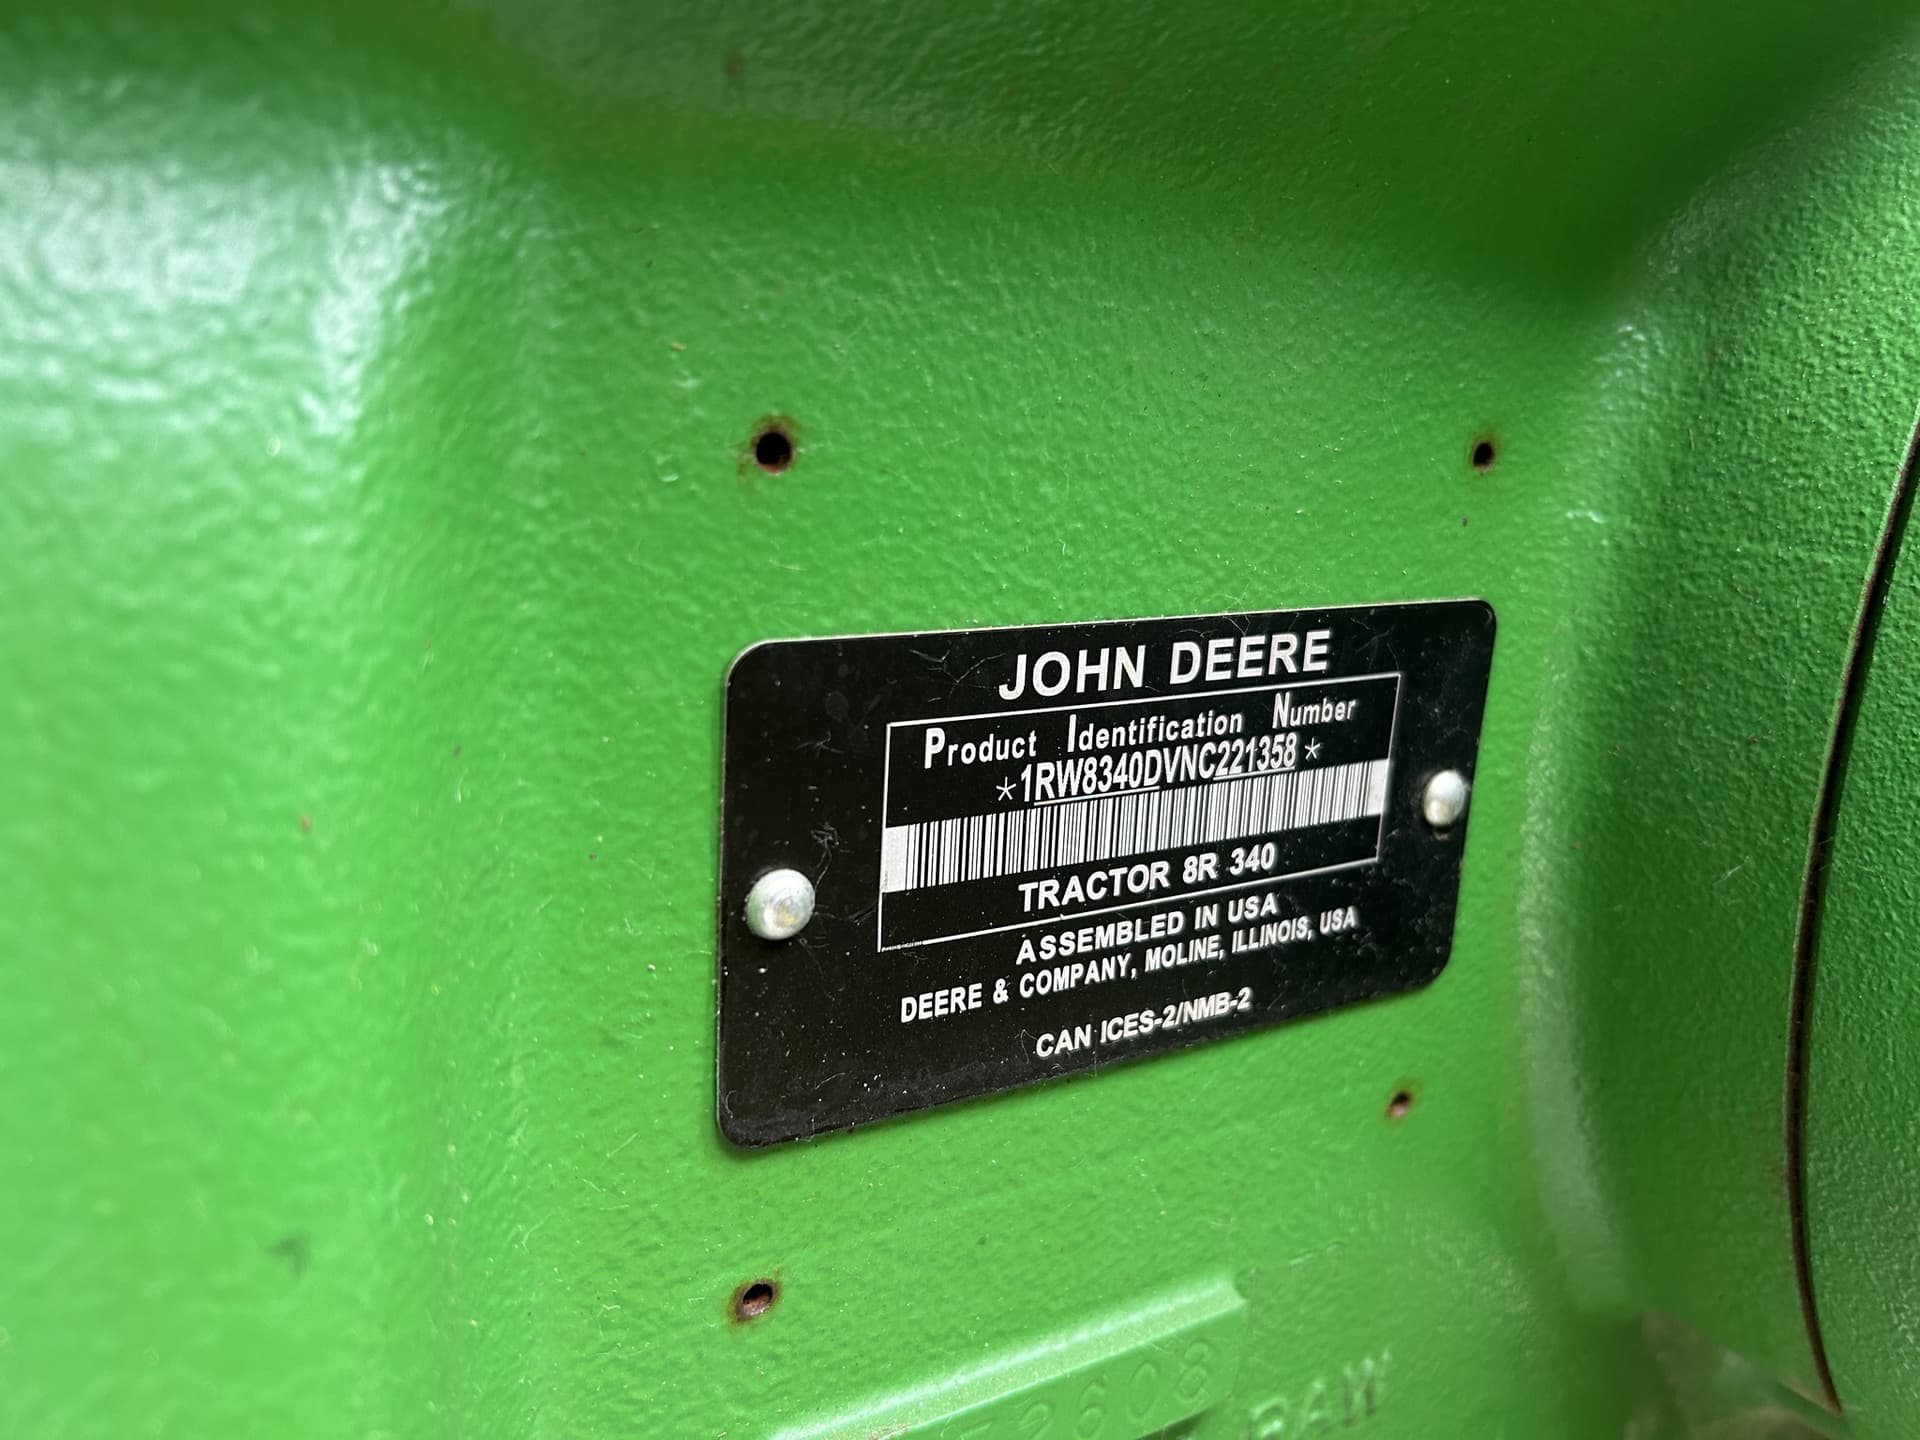 JOHN DEERE
Product Identification Number
*1RW8340DVNC221358*
TRACTOR 8R 340
ASSEMBLED IN USA
DEERE & COMPANY, MOLINE, ILLINOIS, USA
CAN ICES-2/NMB-2